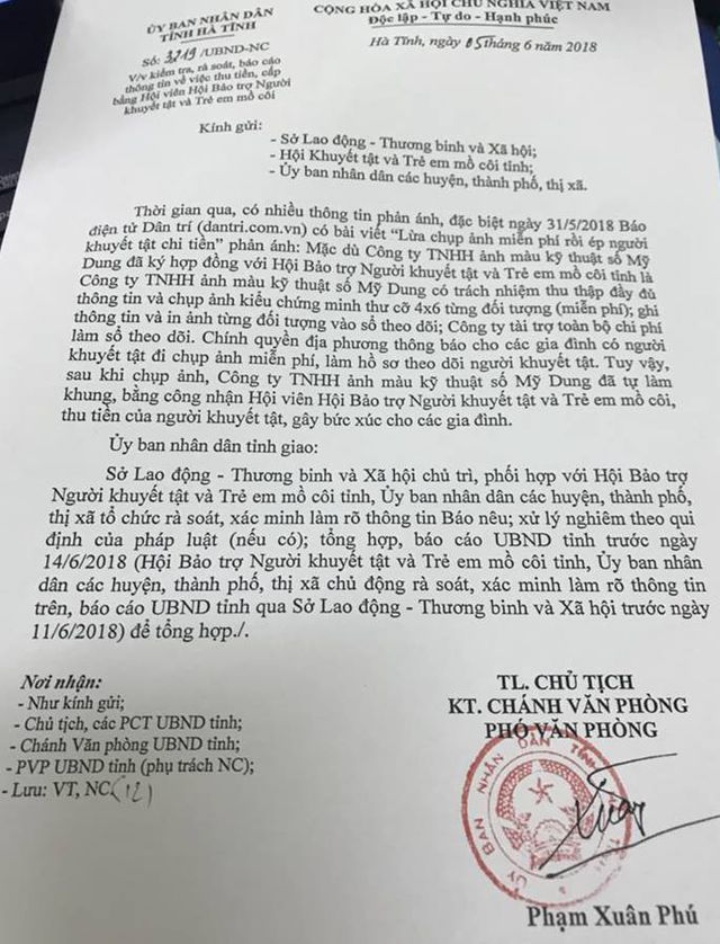 ỦY BAN NHÂN DÂN
TỈNH HÀ TĨNH
Số: 3219/UBND-NC
V/v kiểm tra, rà soát, báo cáo
thông tin về việc thu tiền, cấp
bằng Hội viên Hội Bảo trợ Người
khuyết tật và Trẻ em mồ côi
CỘNG HÒA XÃ HỘI CHỦ NGHĨA VIỆT NAM
Độc lập - Tự do - Hạnh phúc
Hà Tĩnh, ngày 05 tháng 6 năm 2018
Kính gửi:
- Sở Lao động - Thương binh và Xã hội;
- Hội Khuyết tật và Trẻ em mồ côi tỉnh;
- Ủy ban nhân dân các huyện, thành phố, thị xã.
Thời gian qua, có nhiều thông tin phản ánh, đặc biệt ngày 31/5/2018 Báo
điện tử Dân trí (dantri.com.vn) có bài viết “Lừa chụp ảnh miễn phí rồi ép người
khuyết tật chi tiền” phản ánh: Mặc dù Công ty TNHH ảnh màu kỹ thuật số Mỹ
Dung đã ký hợp đồng với Hội Bảo trợ Người khuyết tật và Trẻ em mồ côi tỉnh là
Công ty TNHH ảnh màu kỹ thuật số Mỹ Dung có trách nhiệm thu thập đầy đủ
thông tin và chụp ảnh kiểu chứng minh thư cỡ 4x6 từng đối tượng (miễn phí); ghi
thông tin và in ảnh từng đối tượng vào sổ theo dõi; Công ty tài trợ toàn bộ chi phí
làm sổ theo dõi. Chính quyền địa phương thông báo cho các gia đình có người
khuyết tật đi chụp ảnh miễn phí, làm hồ sơ theo dõi người khuyết tật. Tuy vậy,
sau khi chụp ảnh, Công ty TNHH ảnh màu kỹ thuật số Mỹ Dung đã tự làm
khung, bằng công nhận Hội viên Hội Bảo trợ Người khuyết tật và Trẻ em mồ côi,
thu tiền của người khuyết tật, gây bức xúc cho các gia đình.
Ủy ban nhân dân tỉnh giao:
Sở Lao động - Thương binh và Xã hội chủ trì, phối hợp với Hội Bảo trợ
Người khuyết tật và Trẻ em mồ côi tỉnh, Ủy ban nhân dân các huyện, thành phố,
thị xã tổ chức rà soát, xác minh làm rõ thông tin Báo nêu; xử lý nghiêm theo qui
định của pháp luật (nếu có); tổng hợp, báo cáo UBND tỉnh trước ngày
14/6/2018 (Hội Bảo trợ Người khuyết tật và Trẻ em mồ côi tỉnh, Ủy ban nhân
dân các huyện, thành phố, thị xã chủ động rà soát, xác minh làm rõ thông tin
trên, báo cáo UBND tỉnh qua Sở Lao động - Thương binh và Xã hội trước ngày
11/6/2018) để tổng hợp./.
Nơi nhận:
- Như kính gửi;
- Chủ tịch, các PCT UBND tỉnh;
- Chánh Văn phòng UBND tỉnh;
- PVP UBND tỉnh (phụ trách NC);
- Lưu: VT, NC(12)
TL. CHỦ TỊCH
KT. CHÁNH VĂN PHÒNG
PHÓ VĂN PHÒNG
ỦY BAN NHÂN DÂN TỈNH
Phạm Xuân Phú